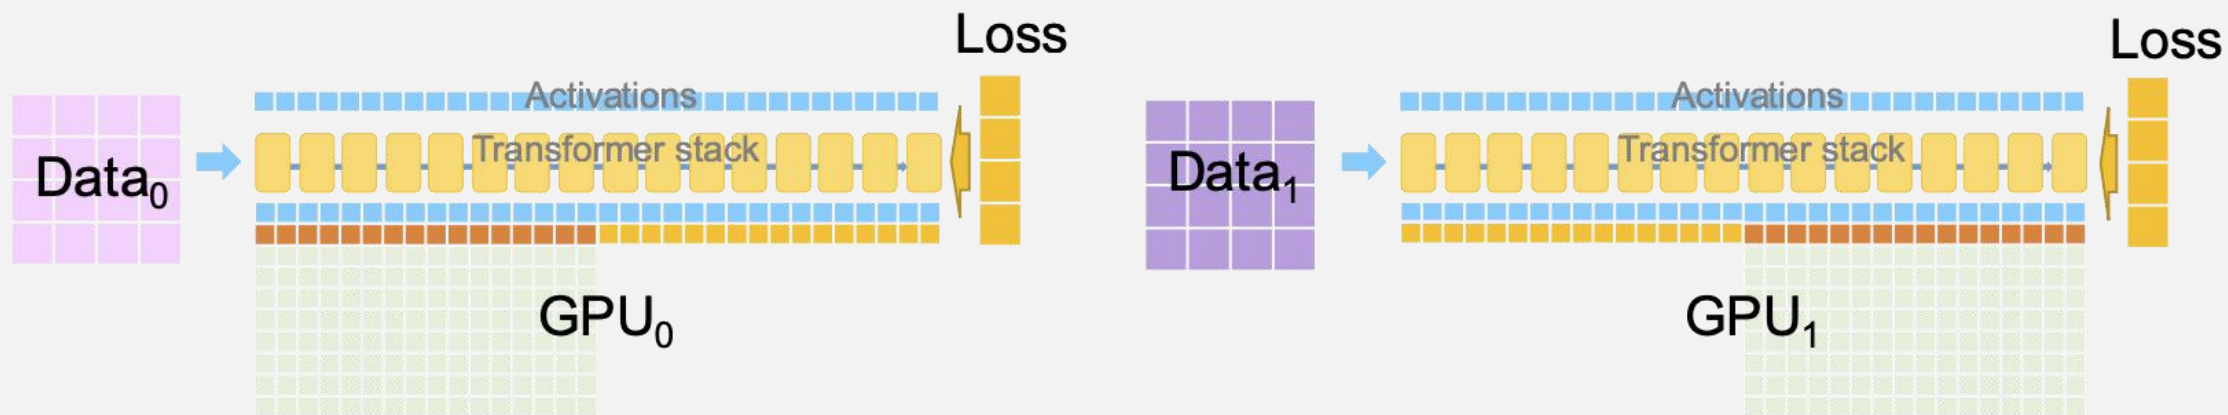 Loss
Activations
Transformer stack
Data₀
GPU₀
Loss
Activations
Transformer stack
Data₁
GPU₁